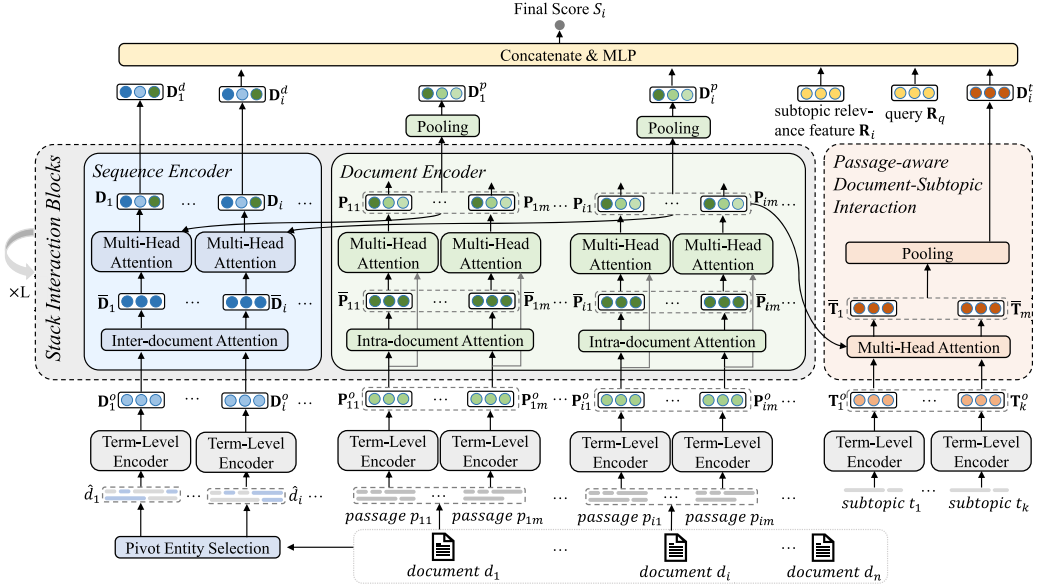 Final Score S_i
Concatenate & MLP
D_1^d
D_i^d
D_1^p
D_i^p
D_i^t
subtopic relev-
ance feature R_i
query R_q
Pooling
Pooling
Stack Interaction Blocks
×L
Sequence Encoder
Document Encoder
Passage-aware
Document-Subtopic
Interaction
D_1 ... D_i ...
P_11 ... P_1m
P_i1 ... P_im ...
Multi-Head
Attention
Multi-Head
Attention
Multi-Head
Attention
Multi-Head
Attention
Multi-Head
Attention
Multi-Head
Attention
Pooling
D̅_1 ... D̅_i
P̅_11 ... P̅_1m
P̅_i1 ... P̅_im ...
T̅_1 ... T̅_m
Inter-document Attention
Intra-document Attention
Intra-document Attention
Multi-Head Attention
D_1^o ... D_i^o ...
P_11^o ... P_1m^o
P_i1^o ... P_im^o ...
T_1^o ... T_k^o
Term-Level
Encoder
Term-Level
Encoder
Term-Level
Encoder
Term-Level
Encoder
Term-Level
Encoder
Term-Level
Encoder
Term-Level
Encoder
Term-Level
Encoder
d̂_1 ... d̂_i ...
passage p_11
passage p_1m
passage p_i1
passage p_im
subtopic t_1
subtopic t_k
Pivot Entity Selection
document d_1
document d_i
document d_n